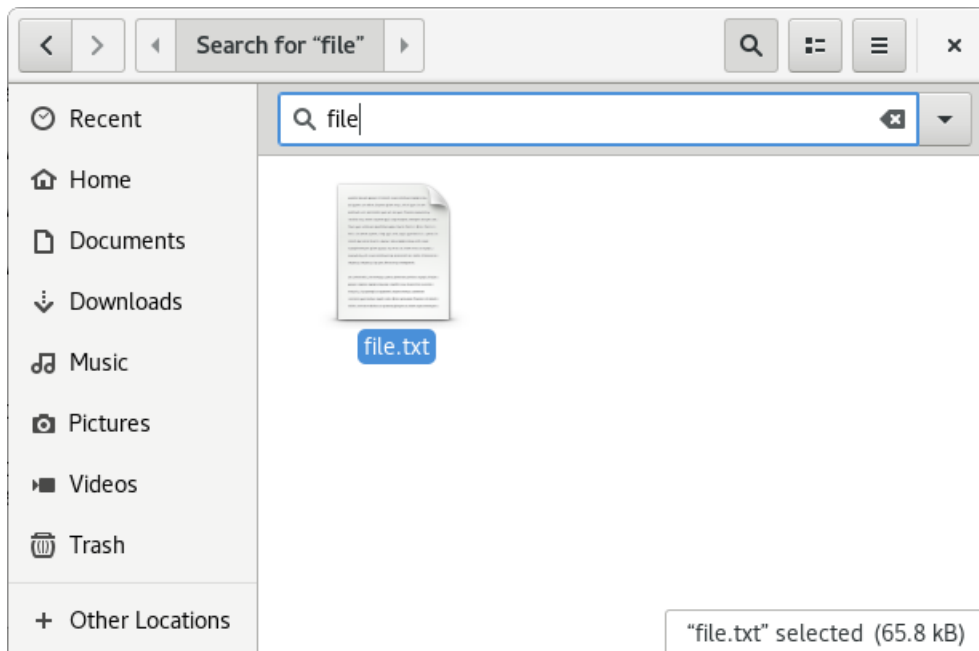 Search for “file”
file
Recent
Home
Documents
Downloads
Music
Pictures
Videos
Trash
Other Locations
file.txt
“file.txt” selected (65.8 kB)